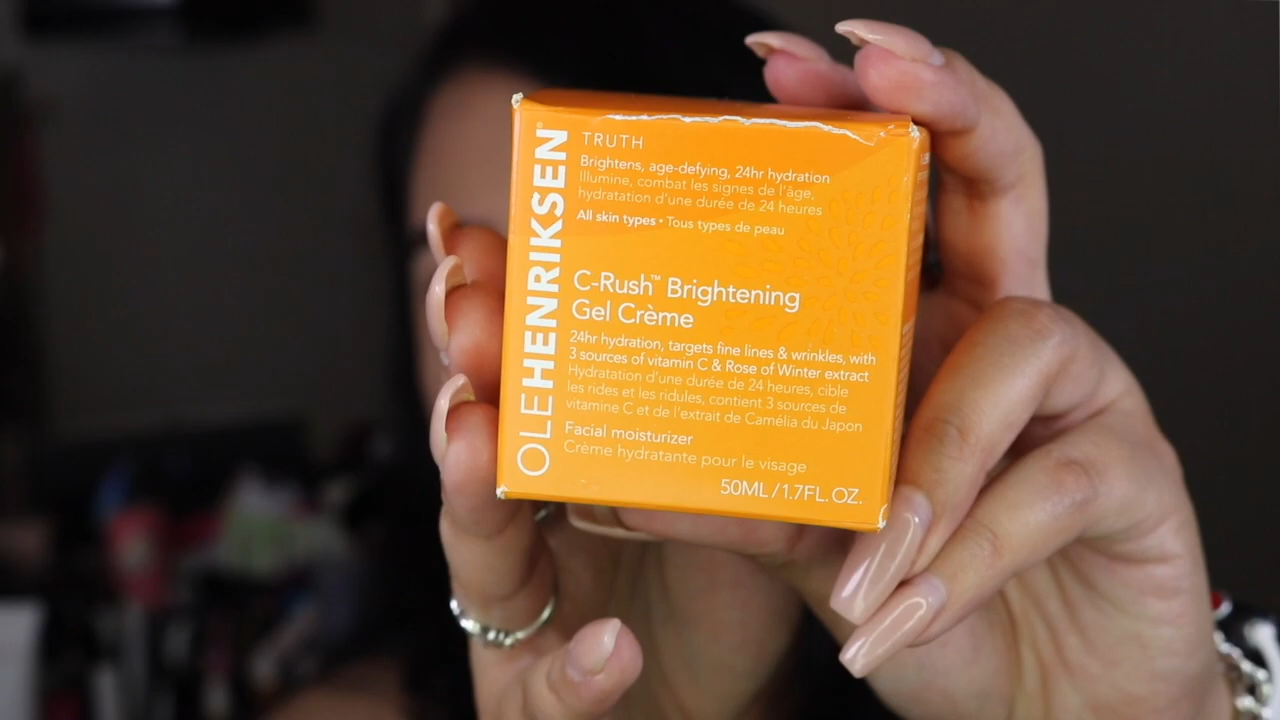 OLEHENRIKSEN®
TRUTH
Brightens, age-defying, 24hr hydration
Illumine, combat les signes de l'âge,
hydratation d'une durée de 24 heures
All skin types • Tous types de peau
C-Rush™ Brightening
Gel Crème
24hr hydration, targets fine lines & wrinkles, with
3 sources of vitamin C & Rose of Winter extract
Hydratation d'une durée de 24 heures, cible
les rides et les ridules, contient 3 sources de
vitamine C et de l'extrait de Camélia du Japon
Facial moisturizer
Crème hydratante pour le visage
50ML/1.7FL. OZ.